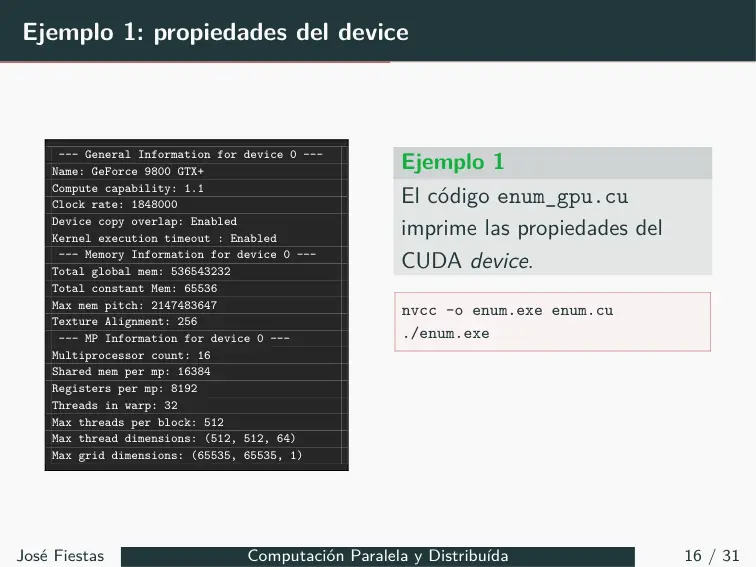 Ejemplo 1: propiedades del device
--- General Information for device 0 ---
Name: GeForce 9800 GTX+
Compute capability: 1.1
Clock rate: 1848000
Device copy overlap: Enabled
Kernel execution timeout : Enabled
--- Memory Information for device 0 ---
Total global mem: 536543232
Total constant Mem: 65536
Max mem pitch: 2147483647
Texture Alignment: 256
--- MP Information for device 0 ---
Multiprocessor count: 16
Shared mem per mp: 16384
Registers per mp: 8192
Threads in warp: 32
Max threads per block: 512
Max thread dimensions: (512, 512, 64)
Max grid dimensions: (65535, 65535, 1)
Ejemplo 1
El código enum_gpu.cu
imprime las propiedades del
CUDA device.
nvcc -o enum.exe enum.cu
./enum.exe
José Fiestas
Computación Paralela y Distribuída
16 / 31